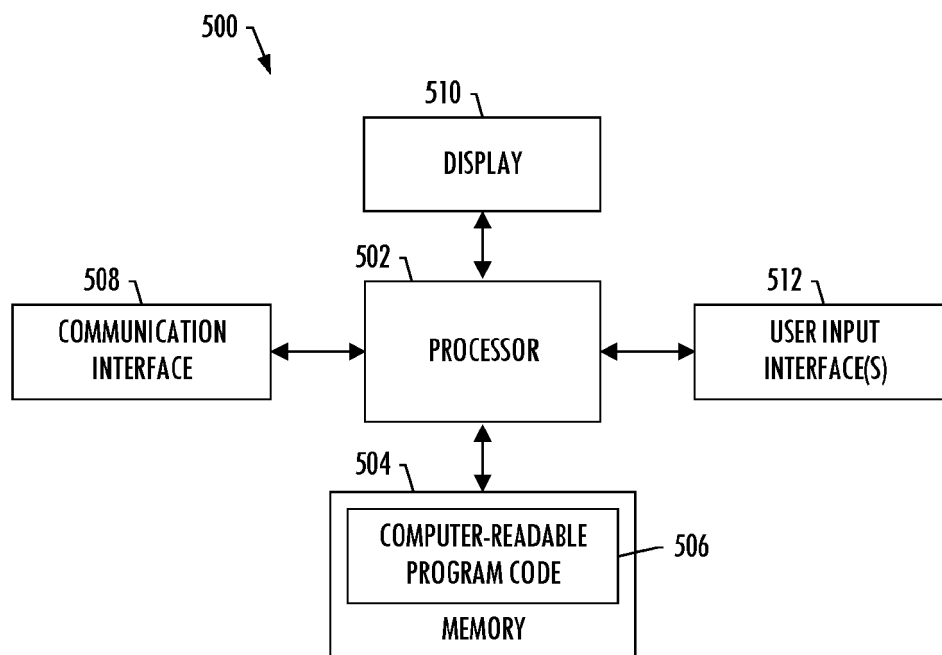 500
510
DISPLAY
502
508
512
COMMUNICATION
INTERFACE
PROCESSOR
USER INPUT
INTERFACE(S)
504
COMPUTER-READABLE
PROGRAM CODE
506
MEMORY